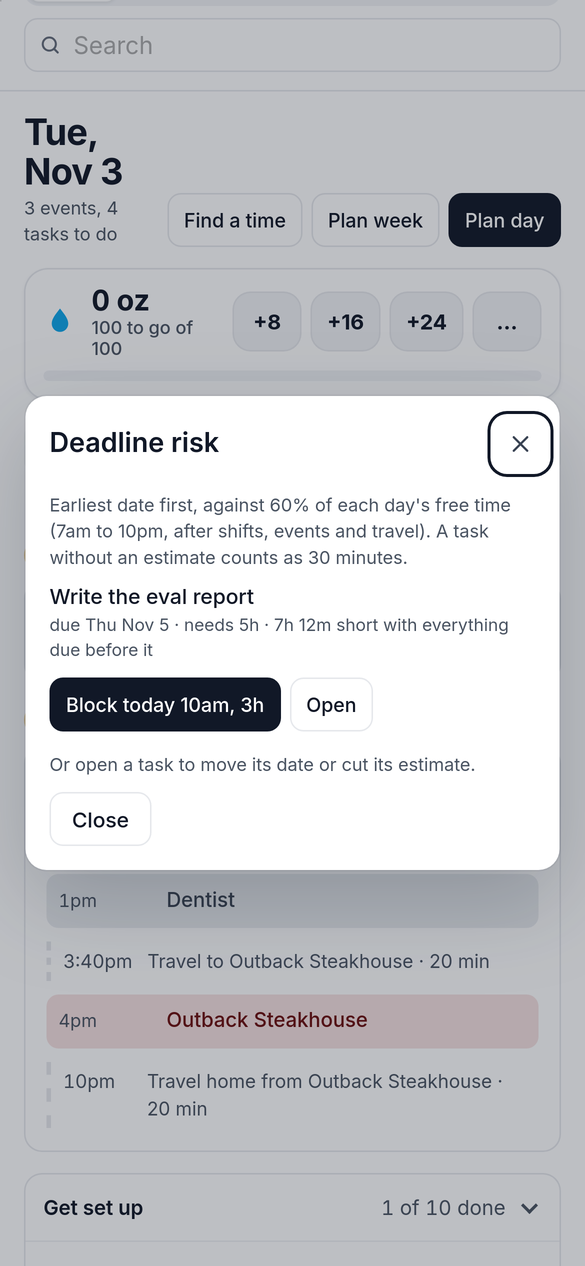 Search
Tue,
Nov 3
3 events, 4
tasks to do
Find a time
Plan week
Plan day
0 oz
100 to go of
100
+8
+16
+24
...
Deadline risk
Earliest date first, against 60% of each day's free time
(7am to 10pm, after shifts, events and travel). A task
without an estimate counts as 30 minutes.
Write the eval report
due Thu Nov 5 · needs 5h · 7h 12m short with everything
due before it
Block today 10am, 3h
Open
Or open a task to move its date or cut its estimate.
Close
1pm Dentist
3:40pm Travel to Outback Steakhouse · 20 min
4pm Outback Steakhouse
10pm Travel home from Outback Steakhouse ·
20 min
Get set up
1 of 10 done